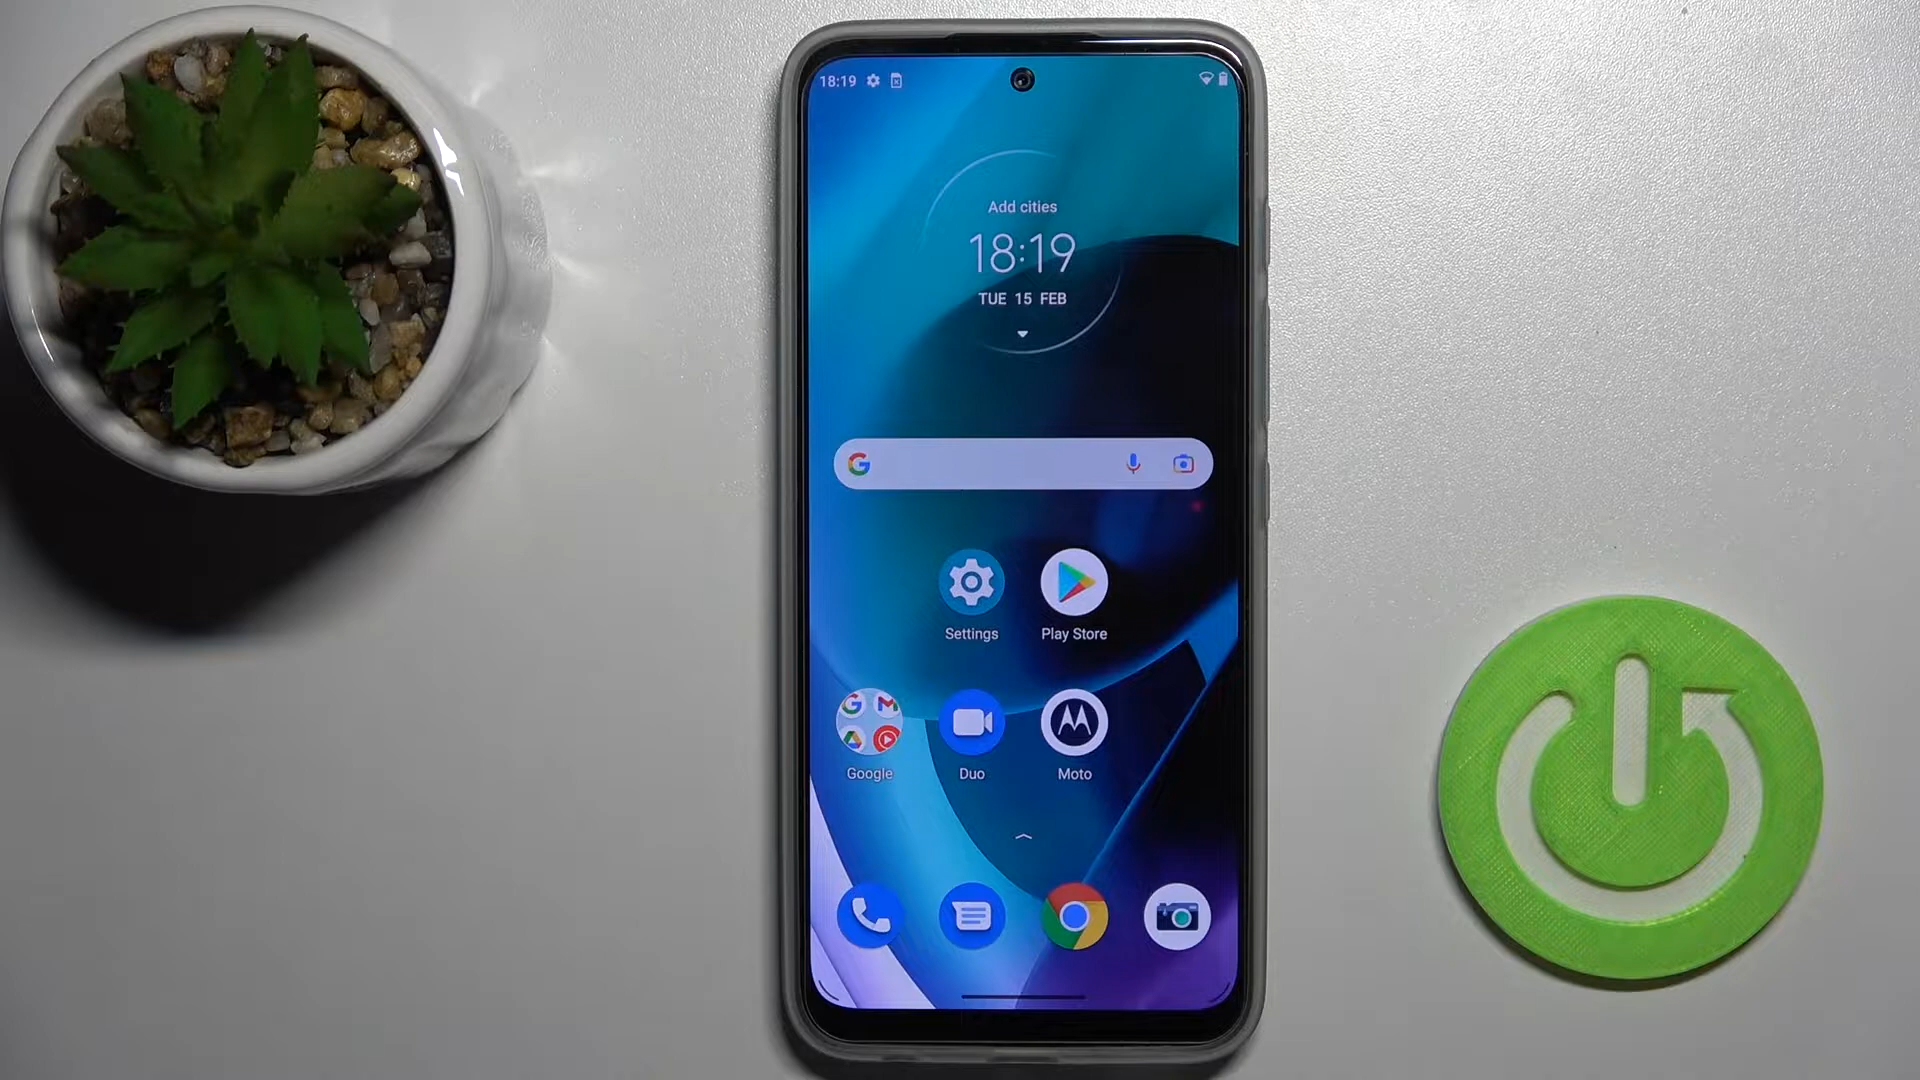 18:19
Add cities
18:19
TUE 15 FEB
Settings
Play Store
Google
Duo
Moto